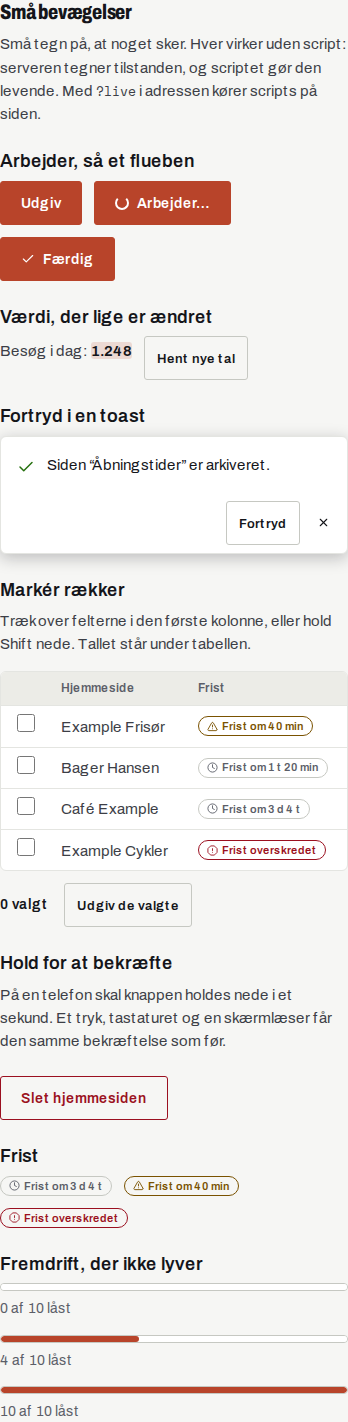 Småbevægelser
Små tegn på, at noget sker. Hver virker uden script:
serveren tegner tilstanden, og scriptet gør den
levende. Med ?live i adressen kører scripts på
siden.
Arbejder, så et flueben
Udgiv
Arbejder…
Færdig
Værdi, der lige er ændret
Besøg i dag: 1.248
Hent nye tal
Fortryd i en toast
Siden “Åbningstider” er arkiveret.
Fortryd
Markér rækker
Træk over felterne i den første kolonne, eller hold
Shift nede. Tallet står under tabellen.
Hjemmeside Frist
Example Frisør Frist om 40 min
Bager Hansen Frist om 1 t 20 min
Café Example Frist om 3 d 4 t
Example Cykler Frist overskredet
0 valgt Udgiv de valgte
Hold for at bekræfte
På en telefon skal knappen holdes nede i et
sekund. Et tryk, tastaturet og en skærmlæser får
den samme bekræftelse som før.
Slet hjemmesiden
Frist
Frist om 3 d 4 t Frist om 40 min
Frist overskredet
Fremdrift, der ikke lyver
0 af 10 låst
4 af 10 låst
10 af 10 låst